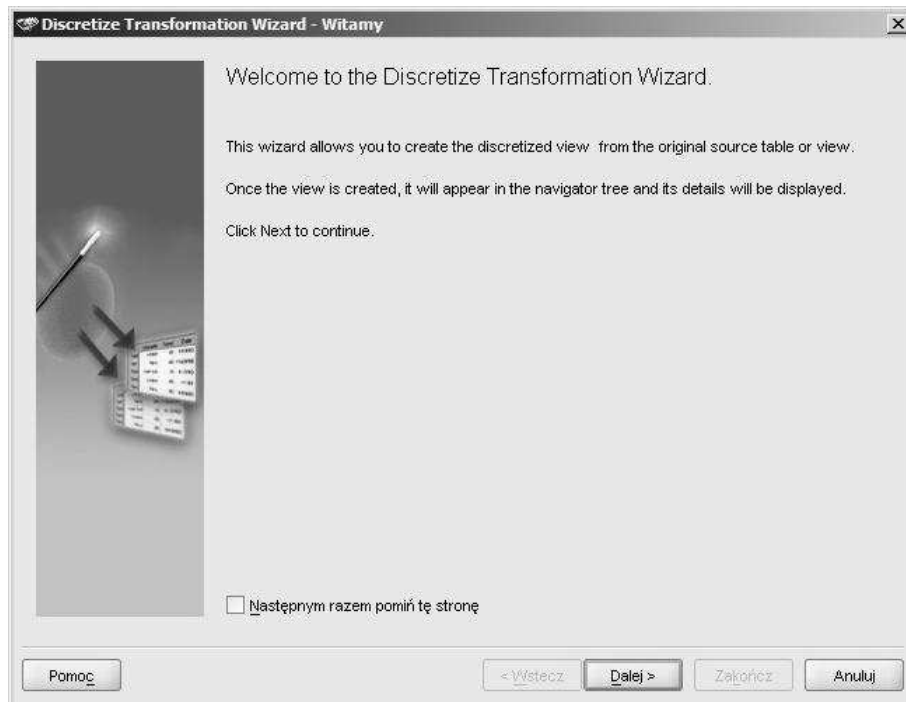 Discretize Transformation Wizard - Witamy
Welcome to the Discretize Transformation Wizard.
This wizard allows you to create the discretized view from the original source table or view.
Once the view is created, it will appear in the navigator tree and its details will be displayed.
Click Next to continue.
Następnym razem pomiń tę stronę
Pomoc
< Wstecz
Dalej >
Zakończ
Anuluj